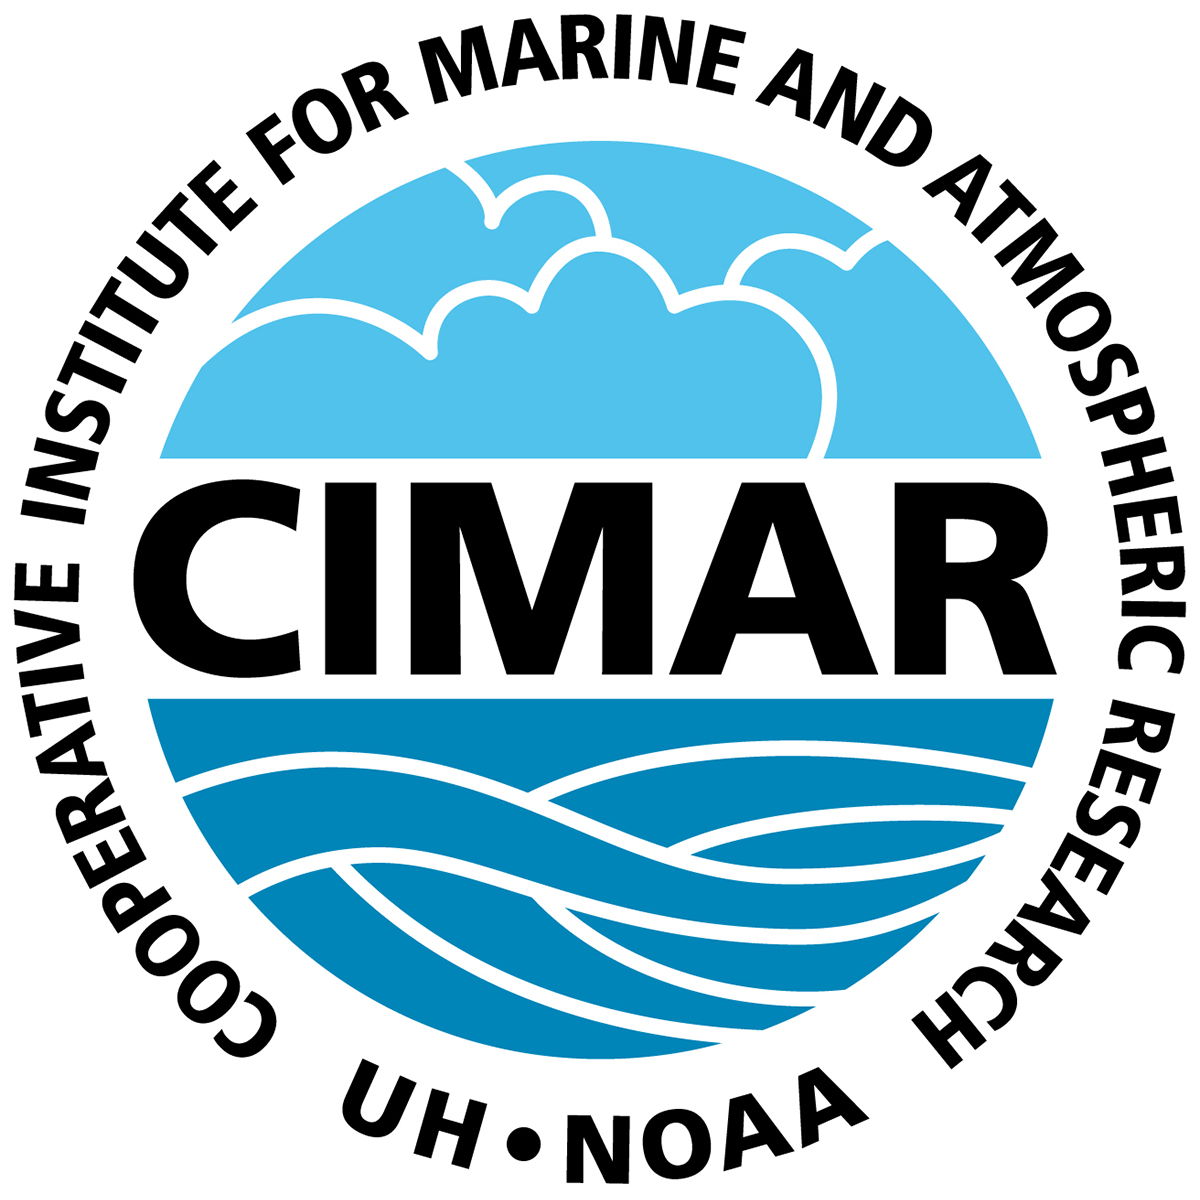 COOPERATIVE INSTITUTE FOR MARINE AND ATMOSPHERIC RESEARCH
CIMAR
UH • NOAA